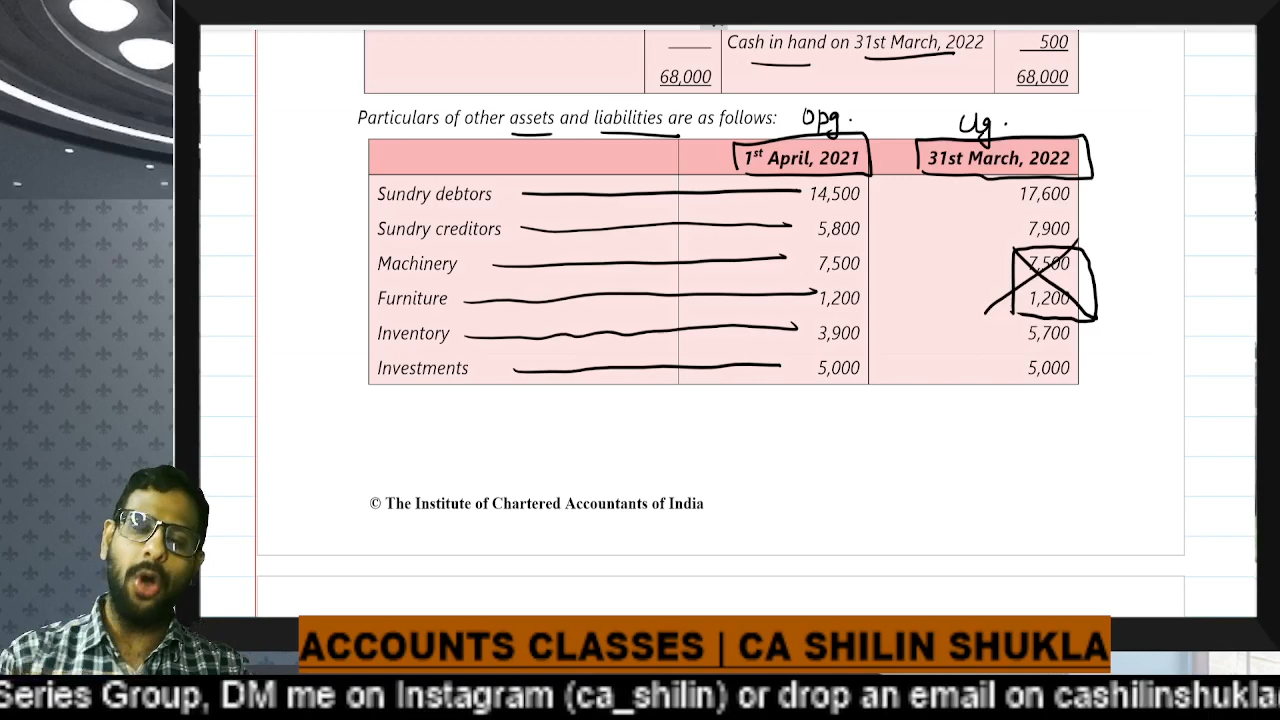 Cash in hand on 31st March, 2022 500
68,000 68,000
Particulars of other assets and liabilities are as follows: Opg. Clg.
1st April, 2021 31st March, 2022
Sundry debtors 14,500 17,600
Sundry creditors 5,800 7,900
Machinery 7,500 7,500
Furniture 1,200 1,200
Inventory 3,900 5,700
Investments 5,000 5,000
© The Institute of Chartered Accountants of India
ACCOUNTS CLASSES | CA SHILIN SHUKLA
Series Group, DM me on Instagram (ca_shilin) or drop an email on cashilinshukla